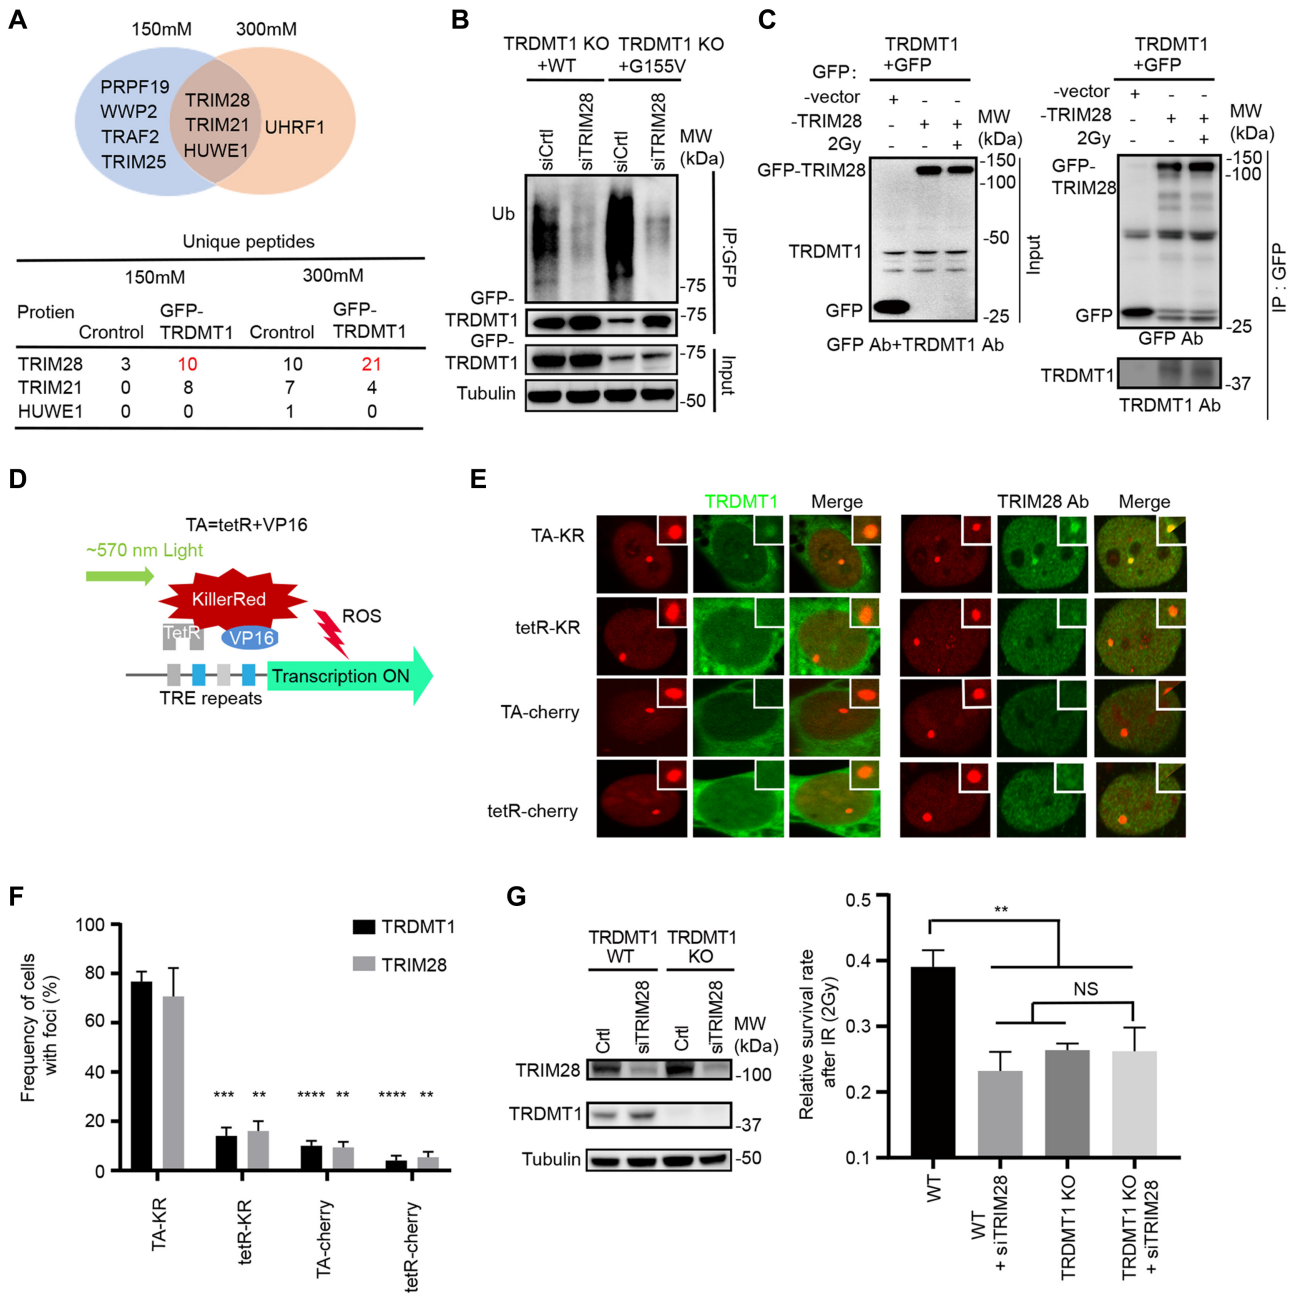 A
150mM 300mM
PRPF19
WWP2
TRAF2
TRIM25
TRIM28
TRIM21
HUWE1
UHRF1
Unique peptides
150mM 300mM
Protien Crontrol GFP-TRDMT1 Crontrol GFP-TRDMT1
TRIM28 3 10 10 21
TRIM21 0 8 7 4
HUWE1 0 0 1 0
B
TRDMT1 KO +WT TRDMT1 KO +G155V
siCrtl siTRIM28 siCrtl siTRIM28
MW (kDa)
Ub
-75
GFP-TRDMT1 -75
IP:GFP
GFP-TRDMT1 -75
Tubulin -50
Input
C
TRDMT1 +GFP
GFP:
-vector + - -
-TRIM28 - + +
2Gy - - +
MW (kDa)
GFP-TRIM28
-150
-100
TRDMT1
-50
GFP
-25
Input
GFP Ab+TRDMT1 Ab
TRDMT1 +GFP
-vector + - -
-TRIM28 - + +
2Gy - - +
MW (kDa)
GFP-TRIM28
-150
-100
GFP
-25
GFP Ab
TRDMT1 -37
TRDMT1 Ab
IP : GFP
D
TA=tetR+VP16
~570 nm Light
KillerRed
TetR
VP16
ROS
Transcription ON
TRE repeats
E
TRDMT1 Merge TRIM28 Ab Merge
TA-KR
tetR-KR
TA-cherry
tetR-cherry
F
Frequency of cells with foci (%)
100
80
60
40
20
0
TRDMT1
TRIM28
*** ** **** ** **** **
TA-KR
tetR-KR
TA-cherry
tetR-cherry
G
TRDMT1 WT TRDMT1 KO
Crtl siTRIM28 Crtl siTRIM28
MW (kDa)
TRIM28 -100
TRDMT1 -37
Tubulin -50
Relative survival rate after IR (2Gy)
0.5
0.4
0.3
0.2
0.1
**
NS
WT
WT + siTRIM28
TRDMT1 KO
TRDMT1 KO + siTRIM28